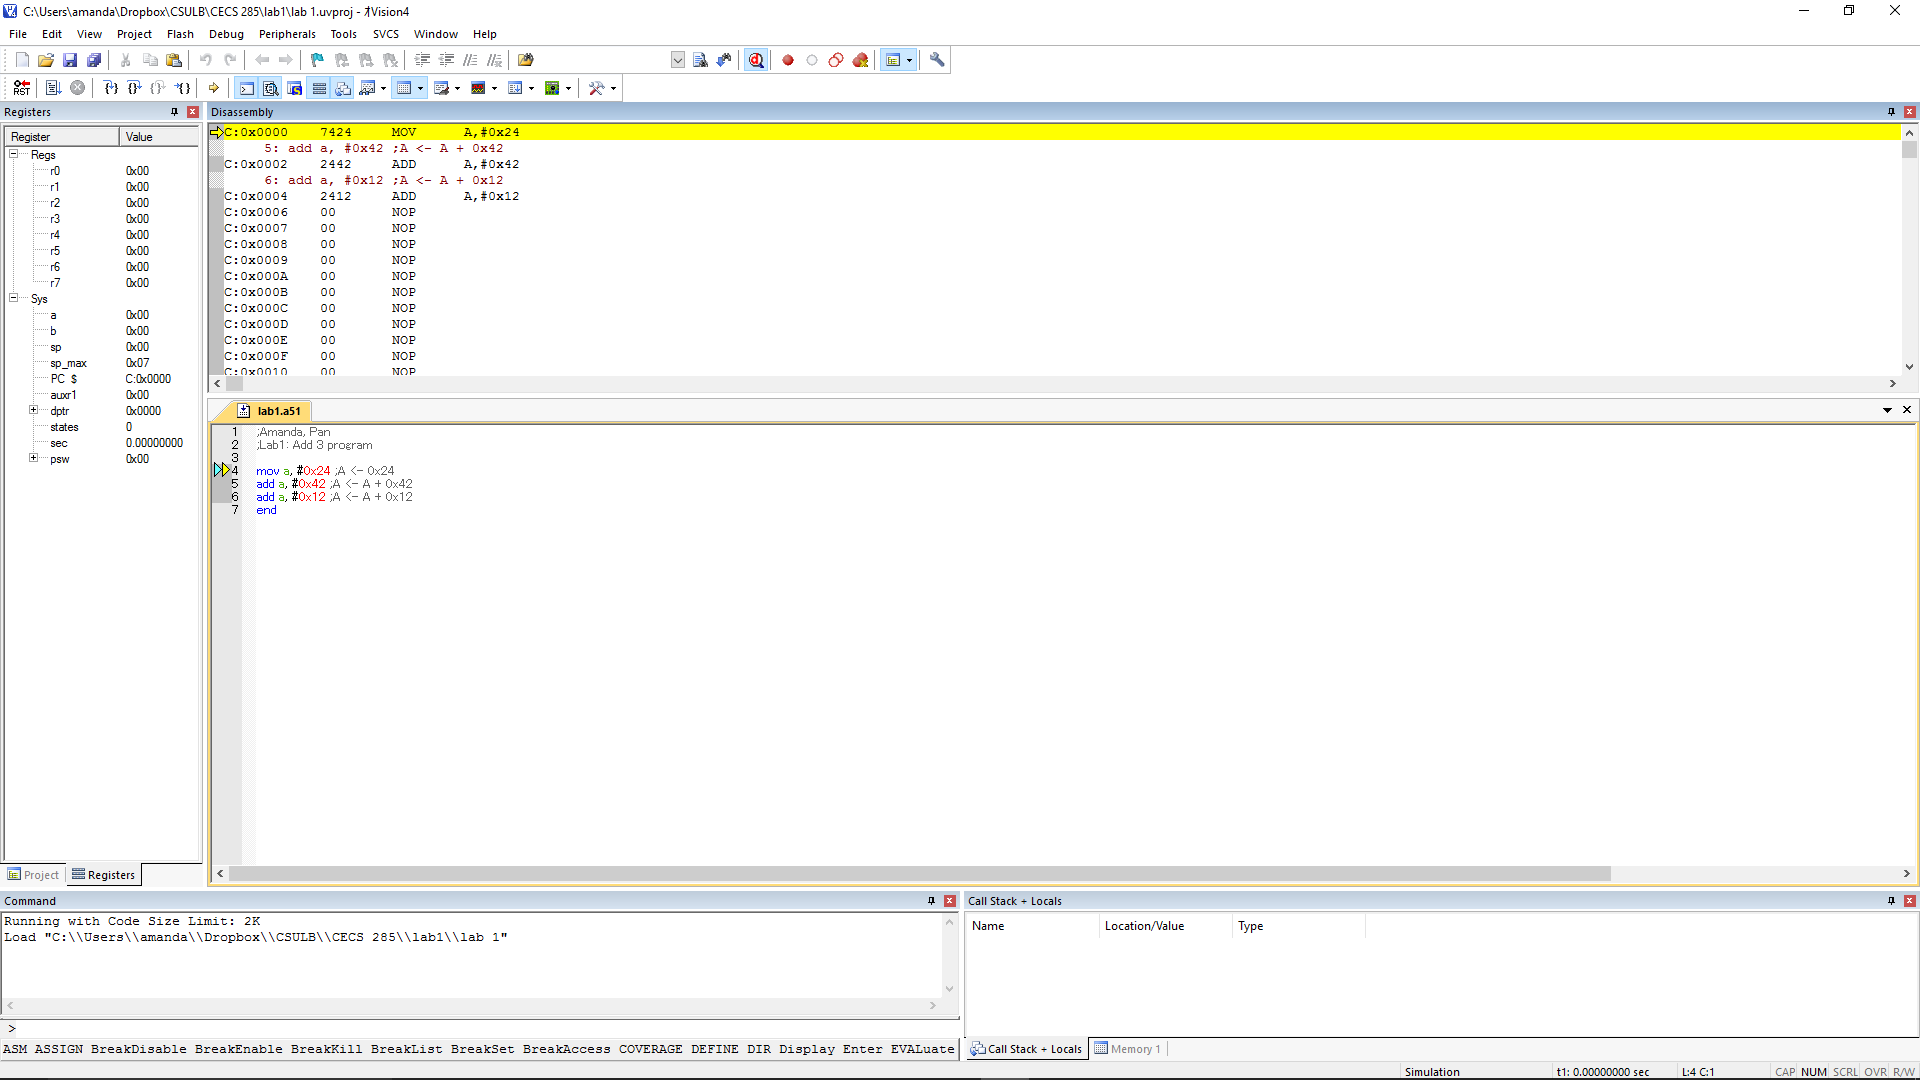 C:\Users\amanda\Dropbox\CSULB\CECS 285\lab1\lab 1.uvproj - µVision4
File Edit View Project Flash Debug Peripherals Tools SVCS Window Help
Registers
Register Value
Regs
r0 0x00
r1 0x00
r2 0x00
r3 0x00
r4 0x00
r5 0x00
r6 0x00
r7 0x00
Sys
a 0x00
b 0x00
sp 0x00
sp_max 0x07
PC $ C:0x0000
auxr1 0x00
dptr 0x0000
states 0
sec 0.00000000
psw 0x00
Project Registers
Disassembly
C:0x0000 7424 MOV A,#0x24
5: add a, #0x42 ;A <- A + 0x42
C:0x0002 2442 ADD A,#0x42
6: add a, #0x12 ;A <- A + 0x12
C:0x0004 2412 ADD A,#0x12
C:0x0006 00 NOP
C:0x0007 00 NOP
C:0x0008 00 NOP
C:0x0009 00 NOP
C:0x000A 00 NOP
C:0x000B 00 NOP
C:0x000C 00 NOP
C:0x000D 00 NOP
C:0x000E 00 NOP
C:0x000F 00 NOP
C:0x0010 00 NOP
lab1.a51
1 ;Amanda, Pan
2 ;Lab1: Add 3 program
3
4 mov a, #0x24 ;A <- 0x24
5 add a, #0x42 ;A <- A + 0x42
6 add a, #0x12 ;A <- A + 0x12
7 end
Command
Running with Code Size Limit: 2K
Load "C:\\Users\\amanda\\Dropbox\\CSULB\\CECS 285\\lab1\\lab 1"
>
ASM ASSIGN BreakDisable BreakEnable BreakKill BreakList BreakSet BreakAccess COVERAGE DEFINE DIR Display Enter EVALuate
Call Stack + Locals
Name Location/Value Type
Call Stack + Locals Memory 1
Simulation t1: 0.00000000 sec L:4 C:1 CAP NUM SCRL OVR R/W